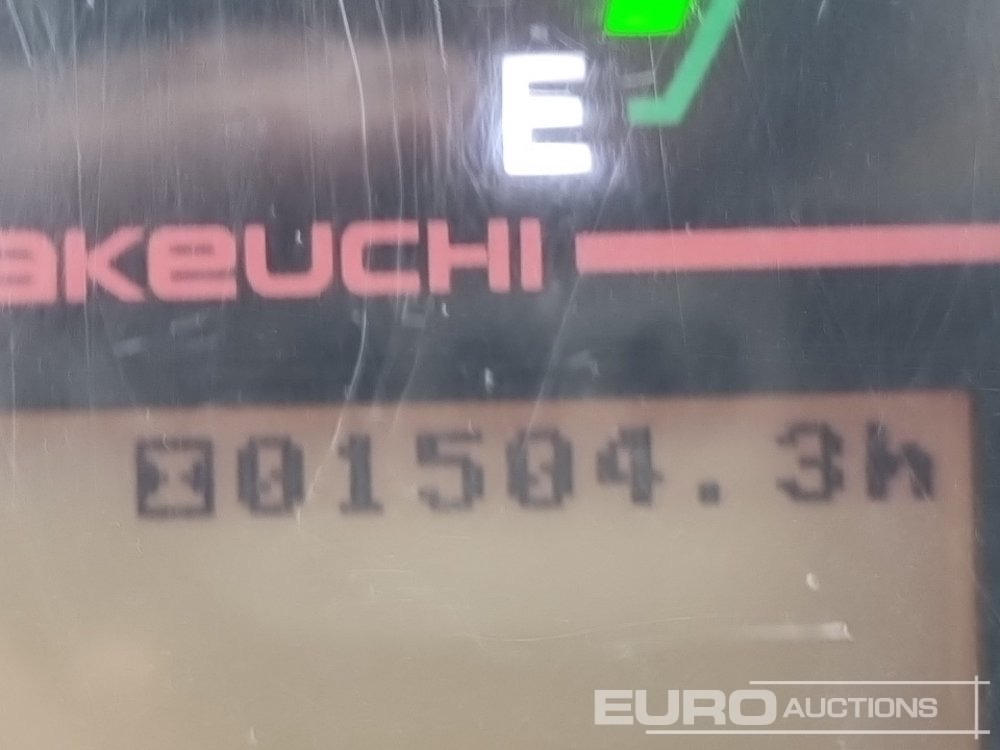 E
akeUCHI
01504.3h
EURO AUCTIONS